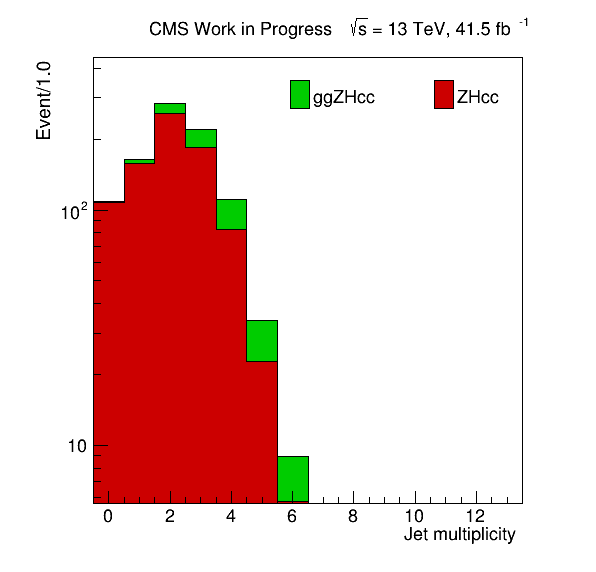 CMS Work in Progress √s = 13 TeV, 41.5 fb⁻¹
Event/1.0
ggZHcc ZHcc
10²
10
0 2 4 6 8 10 12
Jet multiplicity